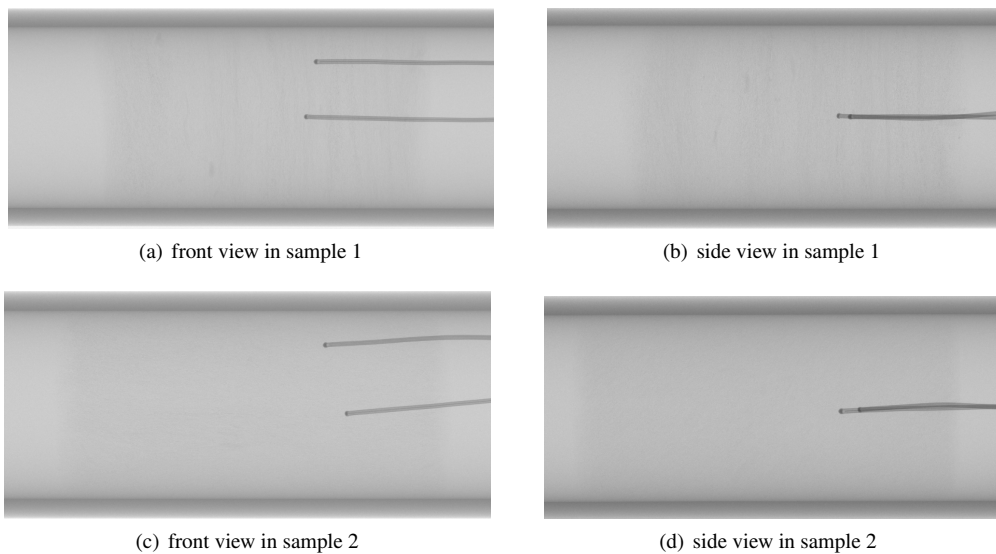 (a) front view in sample 1
(b) side view in sample 1
(c) front view in sample 2
(d) side view in sample 2